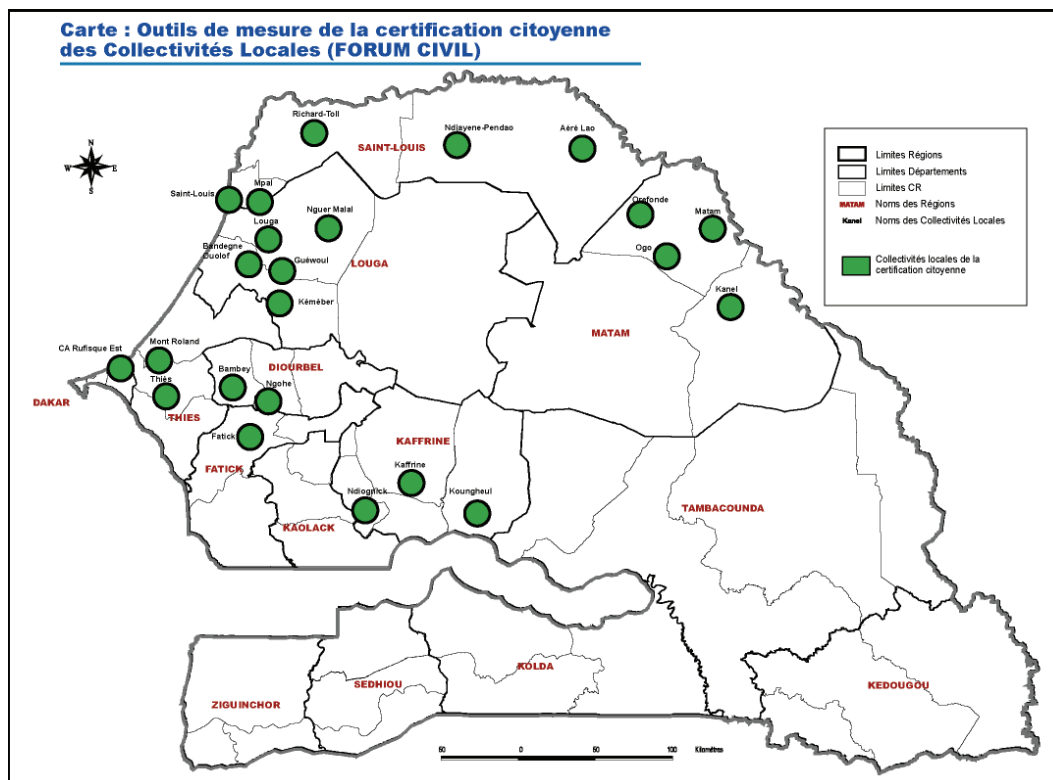 Carte : Outils de mesure de la certification citoyenne
des Collectivités Locales (FORUM CIVIL)
N
W
E
S
Richard-Toll
Ndiayene-Pendao
Aéré Lao
SAINT-LOUIS
Limites Régions
Limites Départements
Limites CR
MATAM Noms des Régions
Kanel Norms des Collectivités Locales
Collectivités locales de la
certification citoyenne
Saint-Louis
Mpal
Nguer Malal
Louga
Orefonde
Matam
Ogo
Bandegne
Ouolof
Guéwoul
LOUGA
Kanel
Kéméber
MATAM
Mont Roland
CA Rufisque Est
Thiès
Bambey
DIOURBEL
Ngohe
DAKAR
THIES
Fatick
KAFFRINE
FATICK
Kaffrine
Ndiognick
Koungheul
KAOLACK
TAMBACOUNDA
KOLDA
SEDHIOU
KEDOUGOU
ZIGUINCHOR
50 0 50 100 Kilomètres